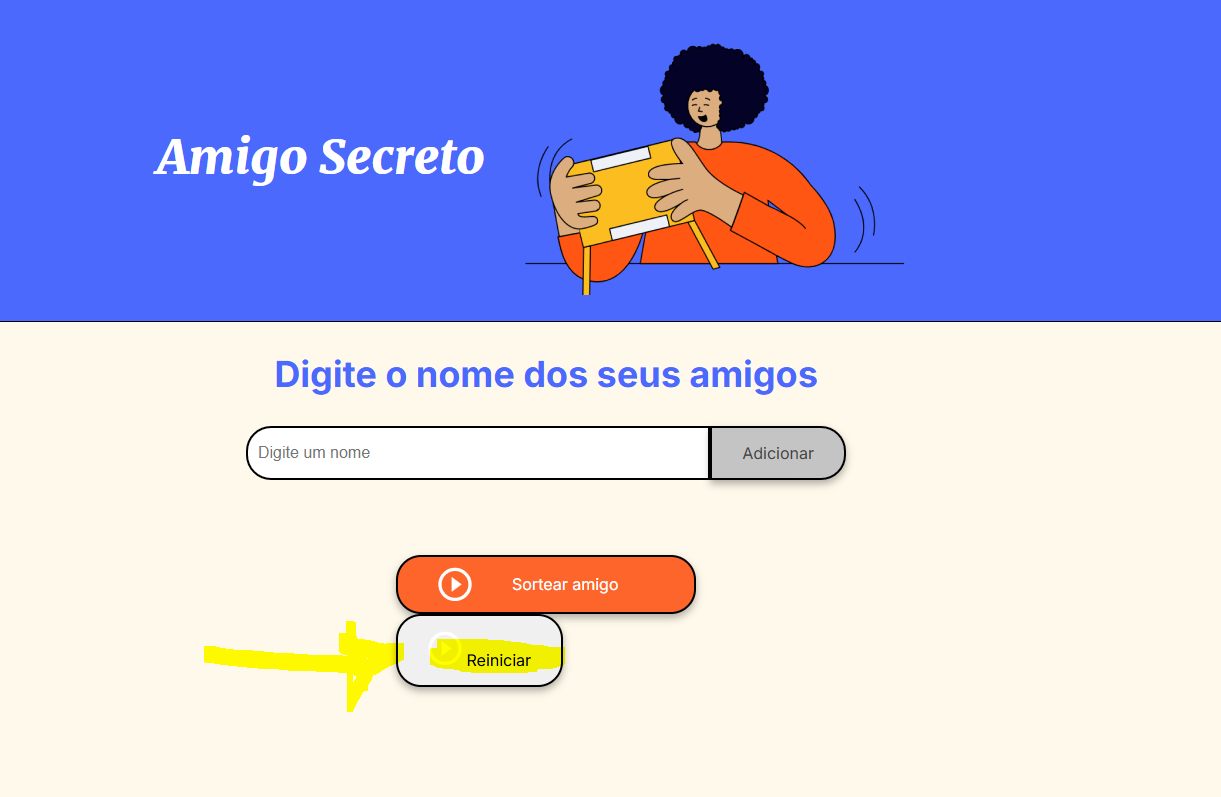 Amigo Secreto
Digite o nome dos seus amigos
Digite um nome
Adicionar
Sortear amigo
Reiniciar